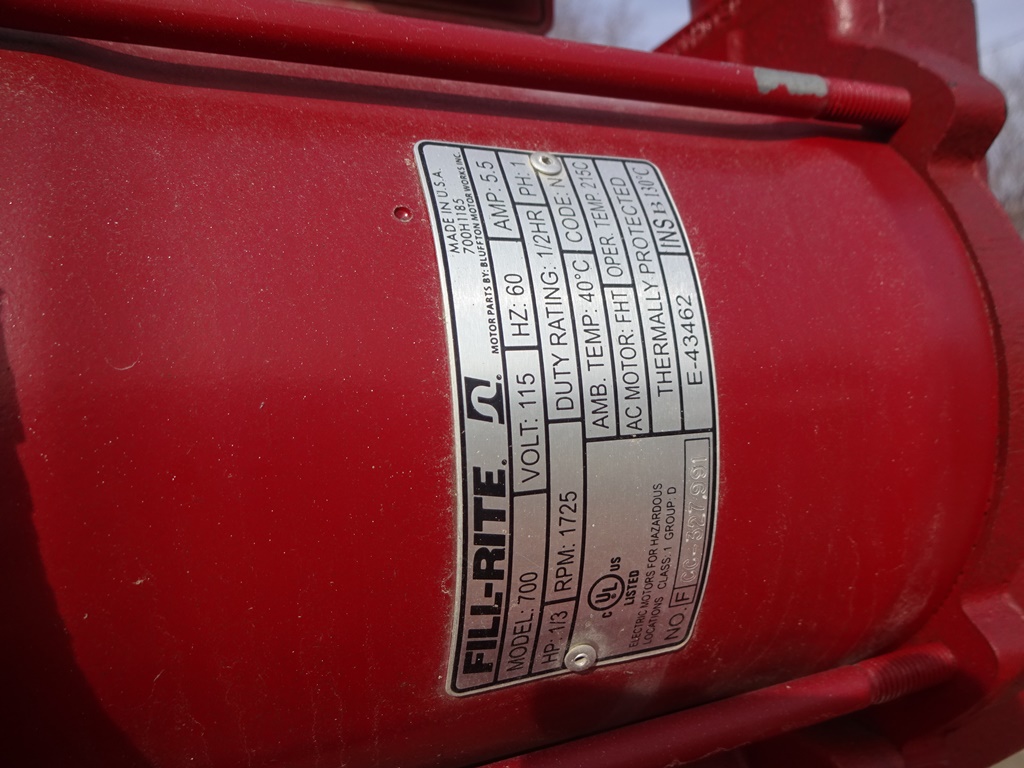 MADE IN U.S.A.
700H1185
FILL-RITE. MOTOR PARTS BY: BLUFFTON MOTOR WORKS INC.
MODEL: 700 VOLT: 115 HZ: 60 AMP: 5.5
HP: 1/3 RPM: 1725 DUTY RATING: 1/2HR PH: 1
AMB. TEMP: 40°C CODE: N
AC MOTOR: FHT OPER. TEMP. 215C
THERMALLY PROTECTED
E-43462 INS B 130°C
C UL US
LISTED
ELECTRIC MOTORS FOR HAZARDOUS
LOCATIONS CLASS: 1 GROUP: D
NO. F